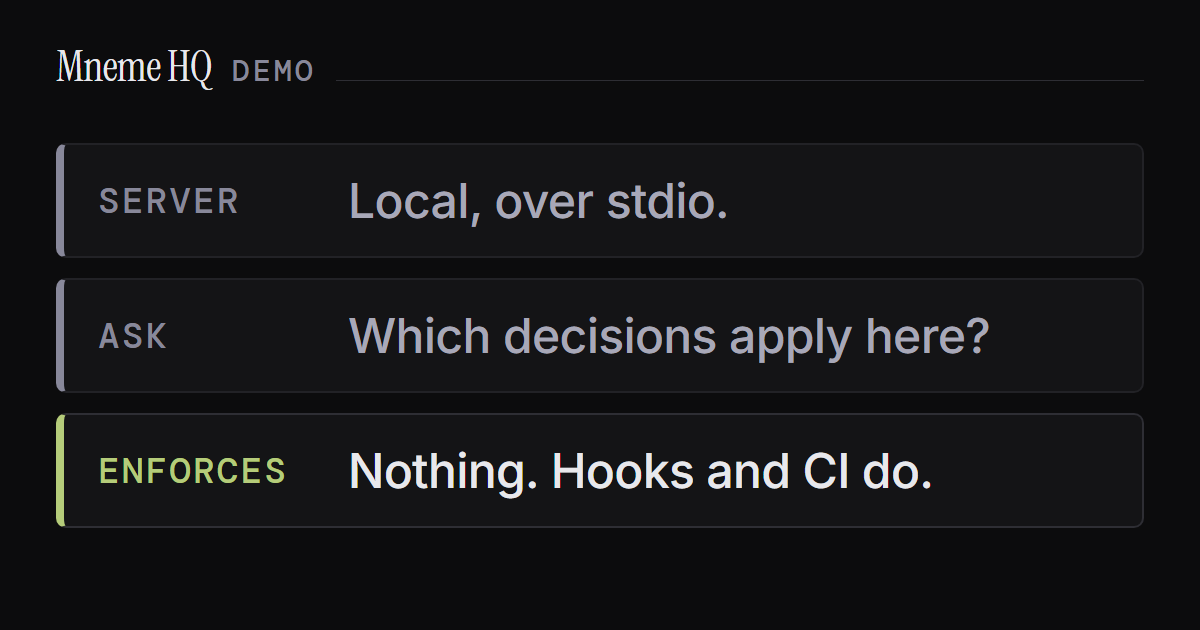 Mneme HQ DEMO
SERVER Local, over stdio.
ASK Which decisions apply here?
ENFORCES Nothing. Hooks and CI do.